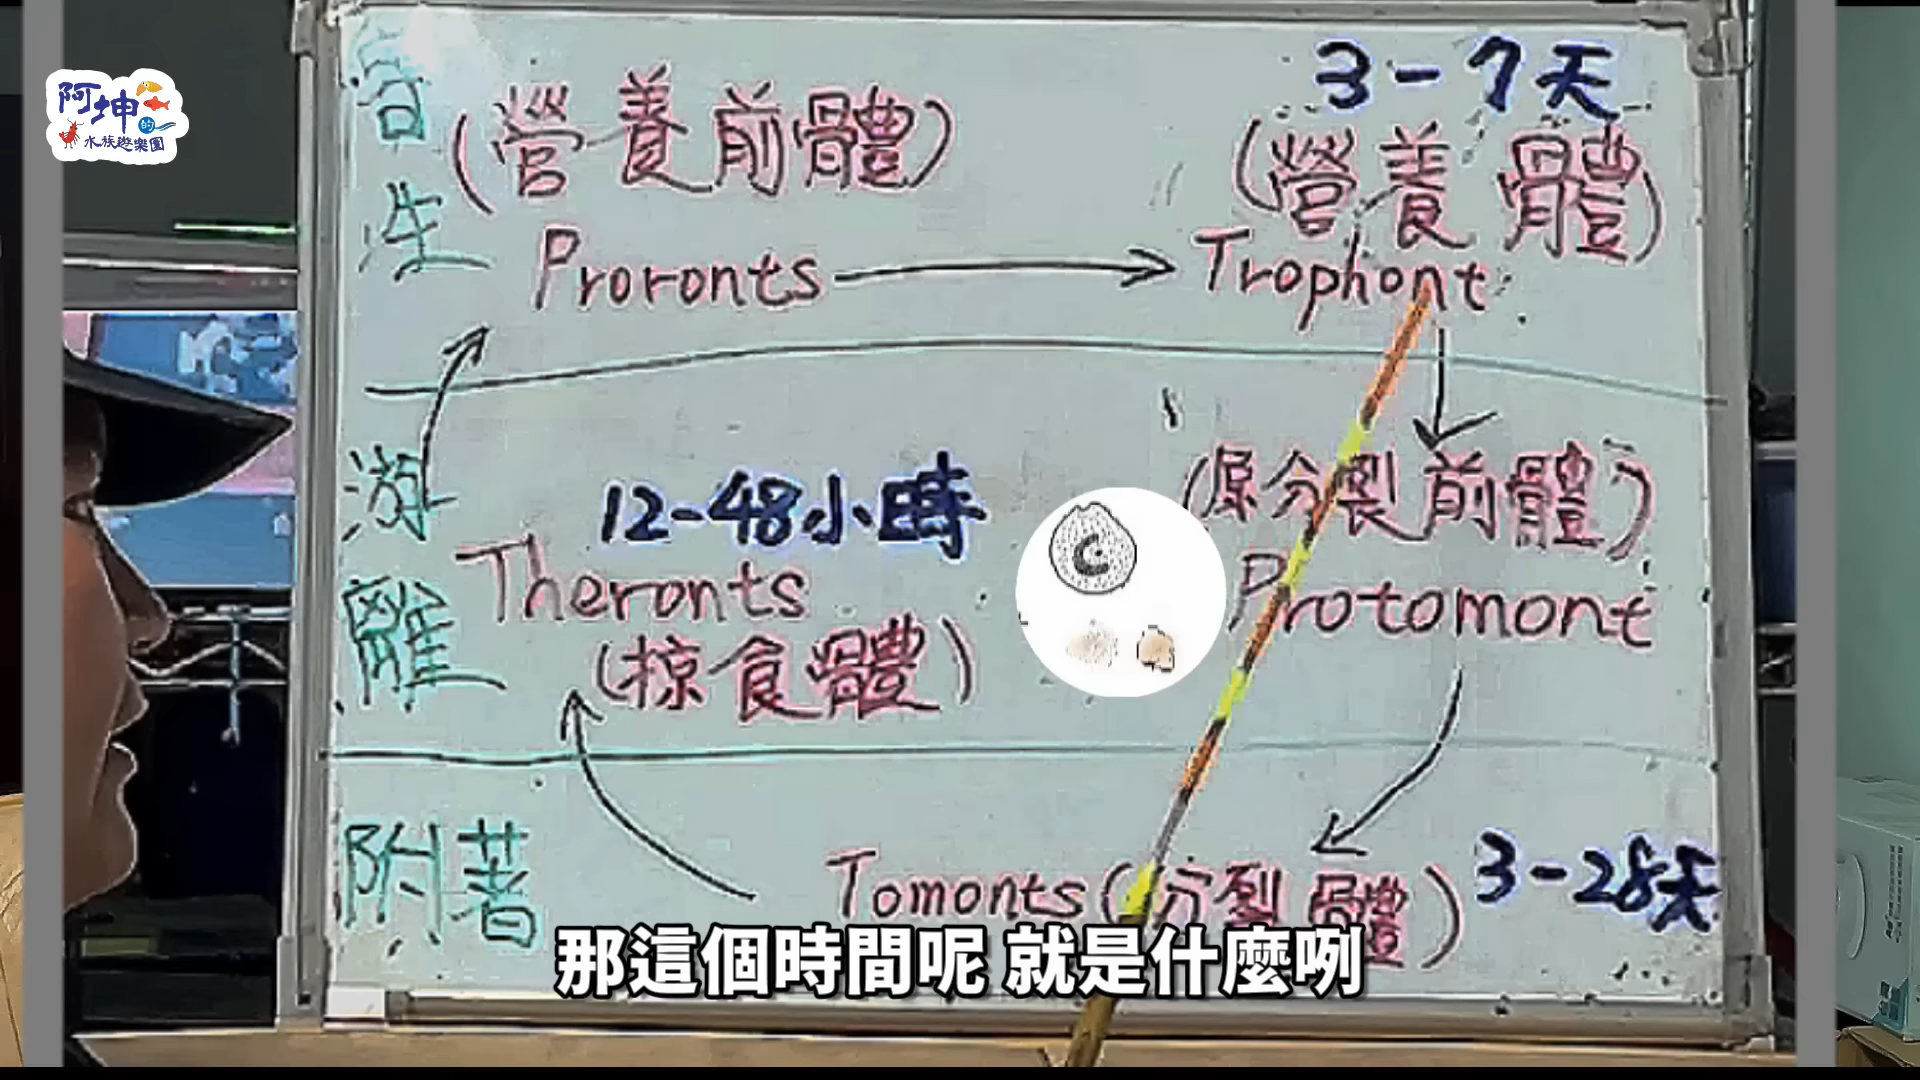 阿坤的
水族遊樂園
寄生
3-7天
(營養前體)
(營養體)
Proronts
Trophont
游離
12-48小時
(原分裂前體)
Theronts
Protomont
(掠食體)
附著
Tomonts(分裂體)
3-28天
那這個時間呢 就是什麼咧